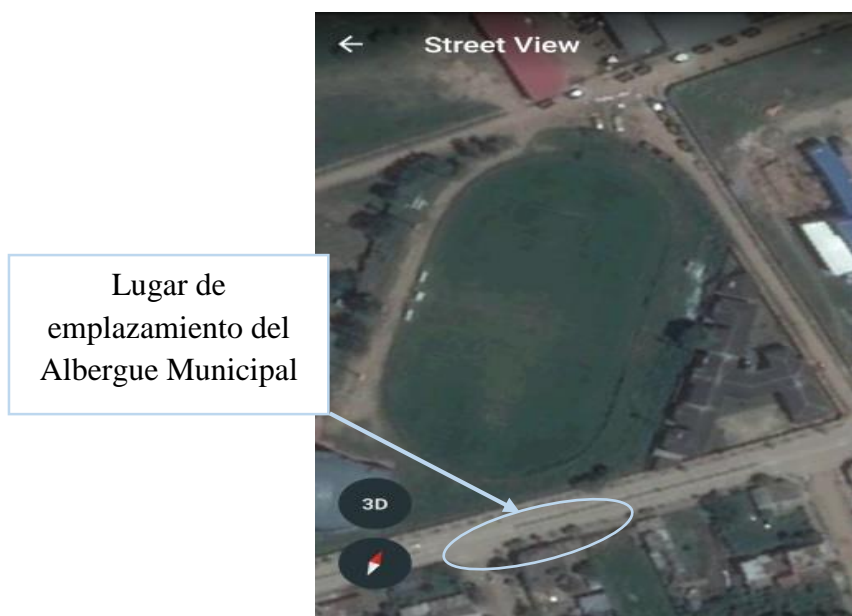 Street View
Lugar de
emplazamiento del
Albergue Municipal
3D